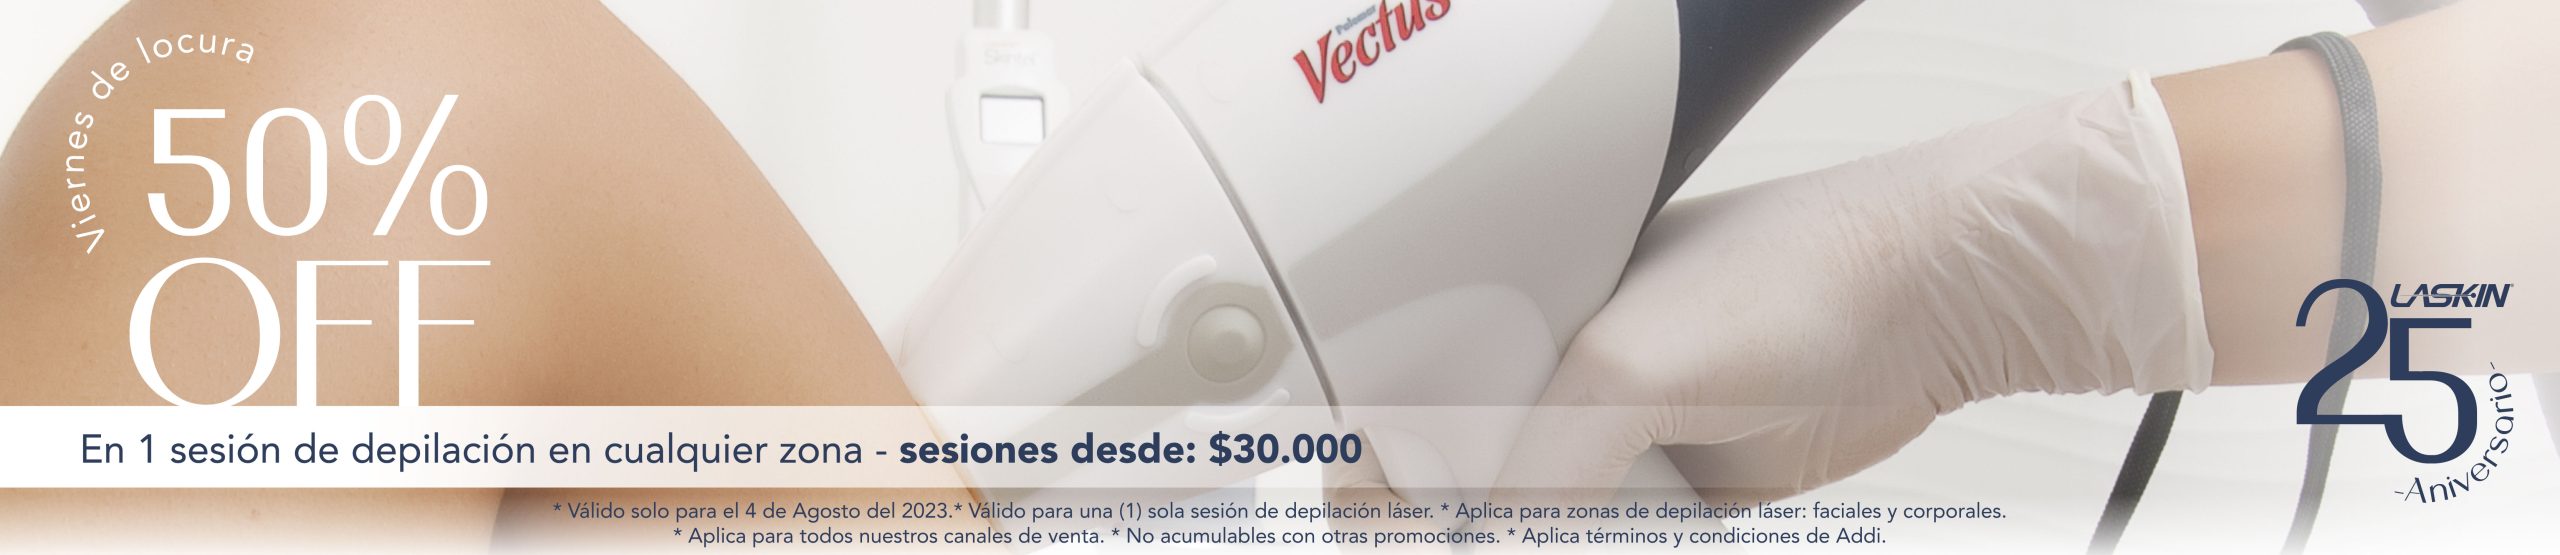 Viernes de locura
50%
OFF
Palomar
Vectus
Skintel
En 1 sesión de depilación en cualquier zona - sesiones desde: $30.000
* Válido solo para el 4 de Agosto del 2023.* Válido para una (1) sola sesión de depilación láser. * Aplica para zonas de depilación láser: faciales y corporales.
* Aplica para todos nuestros canales de venta. * No acumulables con otras promociones. * Aplica términos y condiciones de Addi.
LASKIN®
25
-Aniversario-